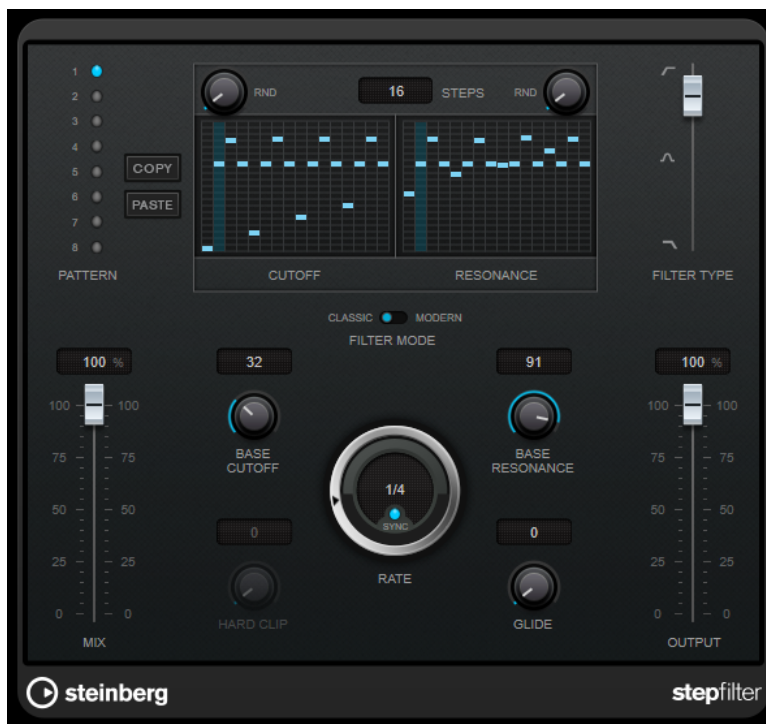 1
2
3
4
5
6
7
8
PATTERN
COPY
PASTE
RND
16 STEPS
RND
CUTOFF
RESONANCE
FILTER TYPE
CLASSIC
MODERN
FILTER MODE
100 %
32
91
100 %
100 100
75 75
50 50
25 25
0 0
MIX
BASE
CUTOFF
0
HARD CLIP
1/4
SYNC
RATE
BASE
RESONANCE
0
GLIDE
100 100
75 75
50 50
25 25
0 0
OUTPUT
steinberg
stepfilter